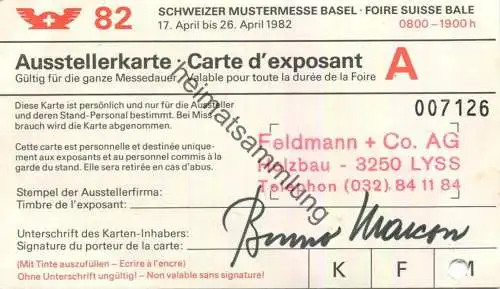 82 SCHWEIZER MUSTERMESSE BASEL · FOIRE SUISSE BALE
17. April bis 26. April 1982 0800–1900 h
Ausstellerkarte · Carte d'exposant A
Gültig für die ganze Messedauer · Valable pour toute la durée de la Foire
Diese Karte ist persönlich und nur für die Aussteller
und deren Stand-Personal bestimmt. Bei Miss-
brauch wird die Karte abgenommen.
007126
Cette carte est personnelle et destinée unique-
ment aux exposants et au personnel commis à la
garde du stand. Elle sera retirée en cas d'abus.
Feldmann + Co. AG
Holzbau - 3250 LYSS
Telephon (032) 84 11 84
Stempel der Ausstellerfirma:
Timbre de l'exposant:
Unterschrift des Karten-Inhabers:
Signature du porteur de la carte:
Bruno Marcon
(Mit Tinte auszufüllen – Ecrire à l'encre)
Ohne Unterschrift ungültig! – Non valable sans signature!
K F M
heimatsammlung.de